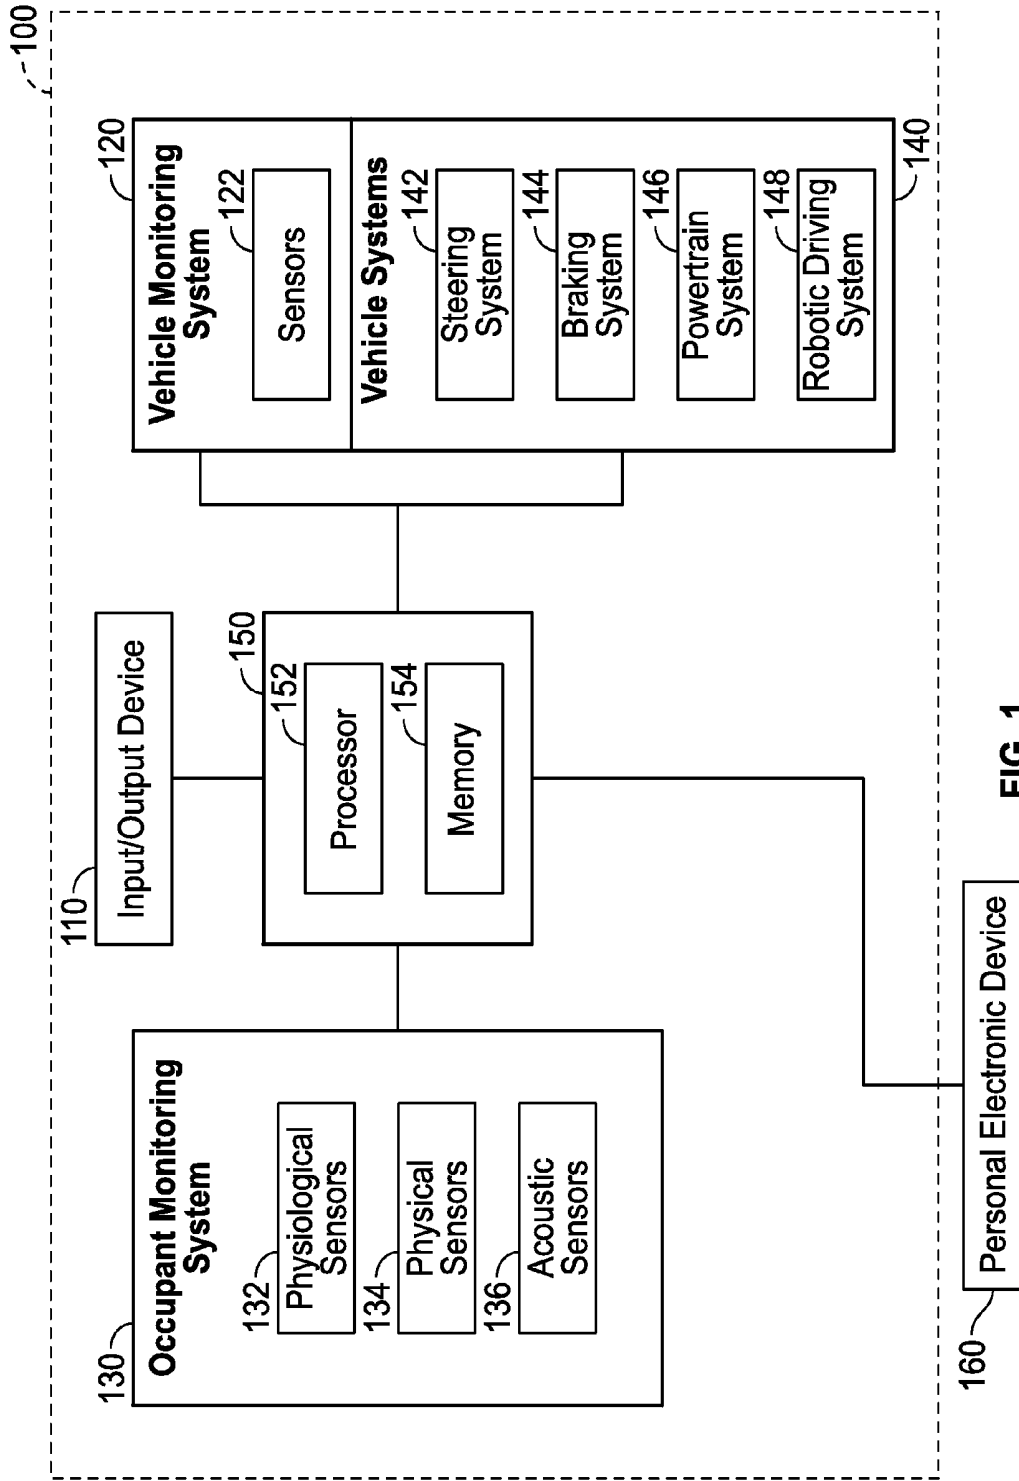 100
110
Input/Output Device
130
Occupant Monitoring
System
132
Physiological
Sensors
134
Physical
Sensors
136
Acoustic
Sensors
150
152
Processor
154
Memory
120
Vehicle Monitoring
System
122
Sensors
Vehicle Systems
142
Steering
System
144
Braking
System
146
Powertrain
System
148
Robotic Driving
System
140
160
Personal Electronic Device
FIG. 1